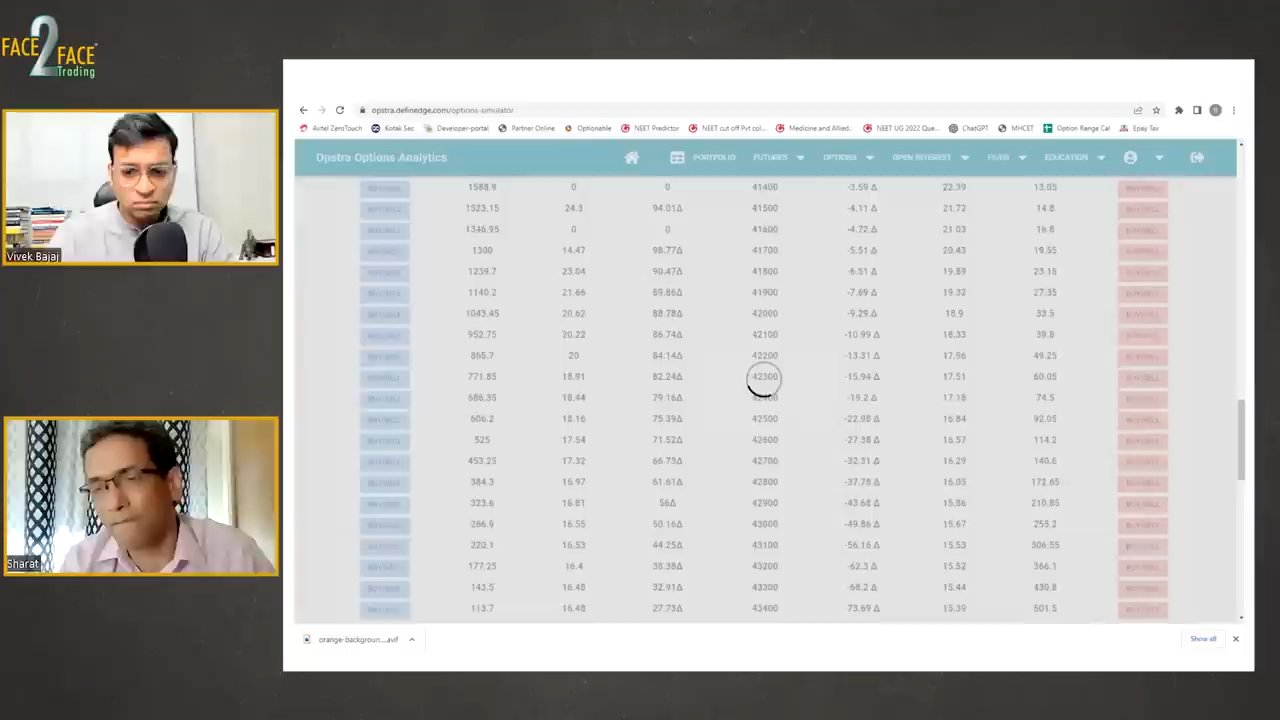 FACE 2 FACE
Trading
Vivek Bajaj
Sharat
opstra.definedge.com/options-simulator
Airtel ZeroTouch Kotak Sec Developer-portal Partner Online Optionable NEET Predictor NEET cut off Pvt col... Medicine and Allied.. NEET UG 2022 Que... ChatGPT MHCET Option Range Cal Epay Tax
Opstra Options Analytics PORTFOLIO FUTURES OPTIONS OPEN INTEREST FII/DII EDUCATION
1588.9 0 0 41400 -3.59 Δ 22.39 13.05
1523.15 24.3 94.01Δ 41500 -4.11 Δ 21.72 14.8
1346.95 0 0 41600 -4.72 Δ 21.03 16.8
1300 14.47 98.77Δ 41700 -5.51 Δ 20.43 19.55
1239.7 23.04 90.47Δ 41800 -6.51 Δ 19.89 23.15
1140.2 21.66 89.86Δ 41900 -7.69 Δ 19.32 27.35
1043.45 20.62 88.78Δ 42000 -9.29 Δ 18.9 33.5
952.75 20.22 86.74Δ 42100 -10.99 Δ 18.33 39.8
865.7 20 84.14Δ 42200 -13.31 Δ 17.96 49.25
771.85 18.91 82.24Δ 42300 -15.94 Δ 17.51 60.05
686.35 18.44 79.16Δ 42400 -19.2 Δ 17.18 74.5
606.2 18.16 75.39Δ 42500 -22.98 Δ 16.84 92.05
525 17.54 71.52Δ 42600 -27.38 Δ 16.57 114.2
453.25 17.32 66.73Δ 42700 -32.31 Δ 16.29 140.6
384.3 16.97 61.61Δ 42800 -37.78 Δ 16.05 172.65
323.6 16.81 56Δ 42900 -43.68 Δ 15.86 210.85
266.9 16.55 50.16Δ 43000 -49.86 Δ 15.67 255.2
220.1 16.53 44.25Δ 43100 -56.16 Δ 15.53 306.55
177.25 16.4 38.38Δ 43200 -62.3 Δ 15.52 366.1
143.5 16.48 32.91Δ 43300 -68.2 Δ 15.44 430.8
113.7 16.48 27.73Δ 43400 73.69 Δ 15.39 501.5
orange-backgroun....avif Show all